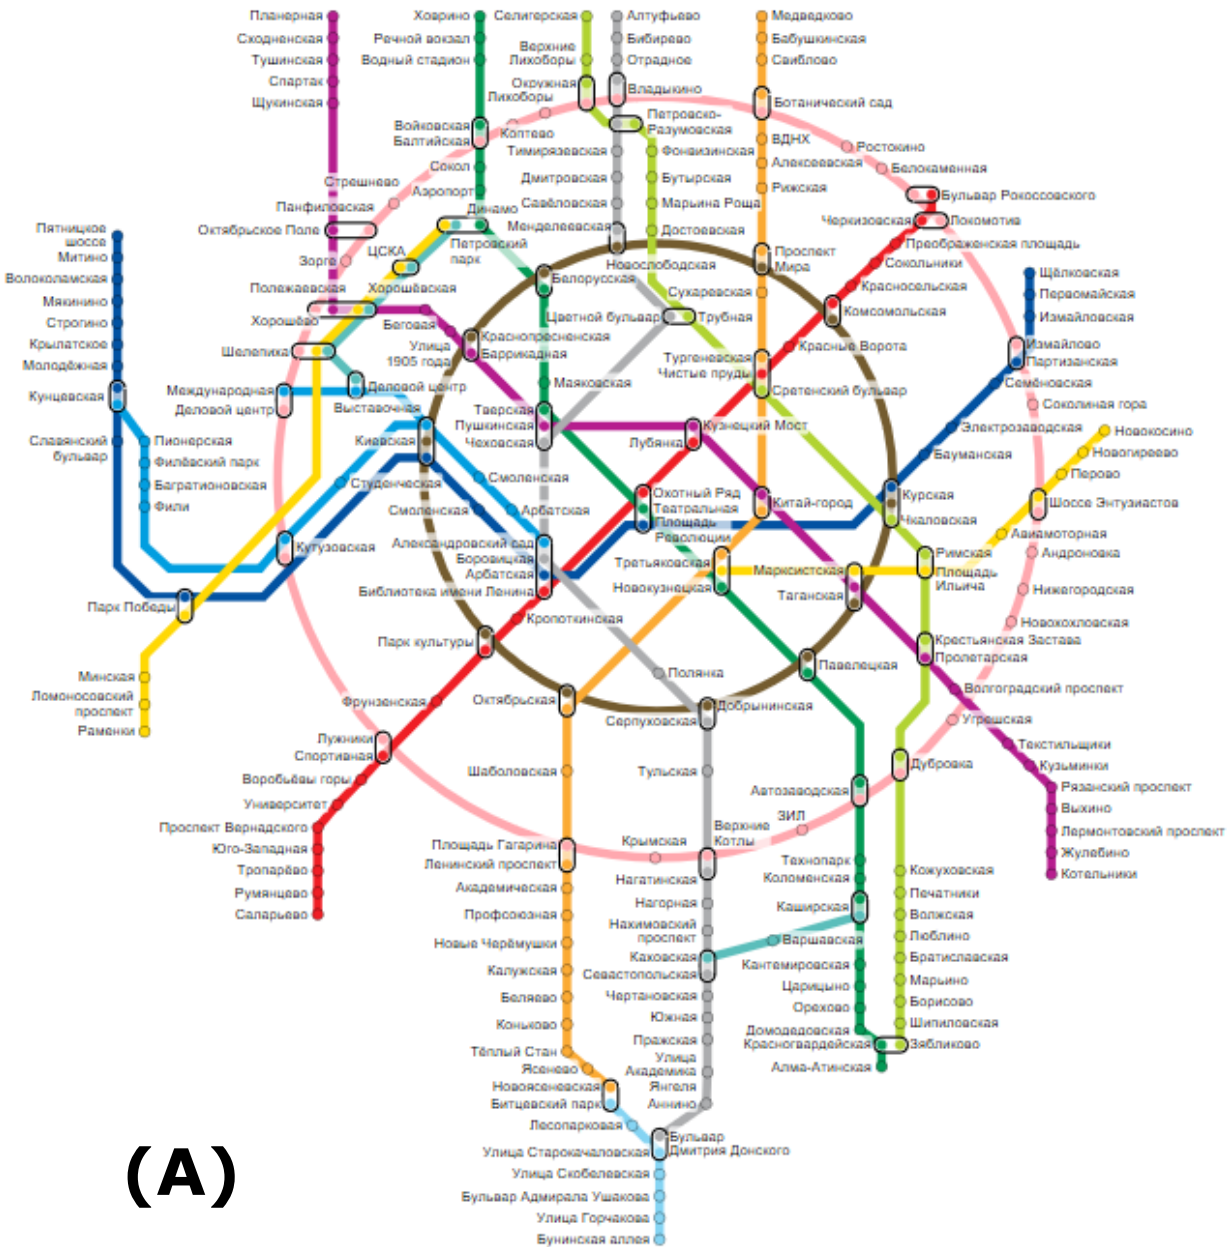 Планерная
Сходненская
Тушинская
Спартак
Щукинская
Ховрино
Речной вокзал
Водный стадион
Селигерская
Верхние
Лихоборы
Окружная
Лихоборы
Алтуфьево
Бибирево
Отрадное
Владыкино
Медведково
Бабушкинская
Свиблово
Ботанический сад
Войковская
Балтийская
Коптево
Петровско-
Разумовская
ВДНХ
Ростокино
Сокол
Тимирязевская
Фонвизинская
Алексеевская
Белокаменная
Стрешнево
Аэропорт
Дмитровская
Бутырская
Рижская
Бульвар Рокоссовского
Панфиловская
Динамо
Савёловская
Марьина Роща
Черкизовская
Локомотив
Октябрьское Поле
Петровский
парк
Менделеевская
Достоевская
Преображенская площадь
Пятницкое
шоссе
Митино
Волоколамская
Мякинино
Строгино
Крылатское
Молодёжная
Кунцевская
Славянский
бульвар
ЦСКА
Зорге
Хорошёвская
Полежаевская
Хорошёво
Беговая
Шелепиха
Улица
1905 года
Белорусская
Новослободская
Проспект
Мира
Сокольники
Красносельская
Комсомольская
Щёлковская
Первомайская
Измайловская
Измайлово
Партизанская
Семёновская
Соколиная гора
Электрозаводская
Бауманская
Сухаревская
Цветной бульвар
Трубная
Краснопресненская
Баррикадная
Красные Ворота
Тургеневская
Чистые пруды
Сретенский бульвар
Международная
Деловой центр
Деловой центр
Выставочная
Маяковская
Тверская
Пушкинская
Чеховская
Кузнецкий Мост
Лубянка
Киевская
Пионерская
Филёвский парк
Багратионовская
Фили
Студенческая
Смоленская
Смоленская
Арбатская
Кутузовская
Охотный Ряд
Театральная
Площадь
Революции
Китай-город
Курская
Чкаловская
Новокосино
Новогиреево
Перово
Шоссе Энтузиастов
Авиамоторная
Андроновка
Нижегородская
Новохохловская
Александровский сад
Боровицкая
Арбатская
Библиотека имени Ленина
Третьяковская
Новокузнецкая
Марксистская
Таганская
Римская
Площадь
Ильича
Парк Победы
Кропоткинская
Парк культуры
Крестьянская Застава
Пролетарская
Минская
Ломоносовский
проспект
Раменки
Полянка
Павелецкая
Волгоградский проспект
Фрунзенская
Октябрьская
Добрынинская
Серпуховская
Угрешская
Лужники
Спортивная
Воробьёвы горы
Университет
Проспект Вернадского
Юго-Западная
Тропарёво
Румянцево
Саларьево
Шаболовская
Тульская
Автозаводская
Дубровка
Текстильщики
Кузьминки
Рязанский проспект
Выхино
Лермонтовский проспект
Жулебино
Котельники
Площадь Гагарина
Ленинский проспект
Крымская
Верхние
Котлы
ЗИЛ
Академическая
Профсоюзная
Новые Черёмушки
Калужская
Беляево
Коньково
Тёплый Стан
Ясенево
Новоясеневская
Битцевский парк
Лесопарковая
Нагатинская
Нагорная
Нахимовский
проспект
Каховская
Севастопольская
Чертановская
Южная
Пражская
Улица
Академика
Янгеля
Аннино
Технопарк
Коломенская
Каширская
Варшавская
Кантемировская
Царицыно
Орехово
Домодедовская
Красногвардейская
Алма-Атинская
Кожуховская
Печатники
Волжская
Люблино
Братиславская
Марьино
Борисово
Шипиловская
Зябликово
Бульвар
Дмитрия Донского
Улица Старокачаловская
Улица Скобелевская
Бульвар Адмирала Ушакова
Улица Горчакова
Бунинская аллея
(A)